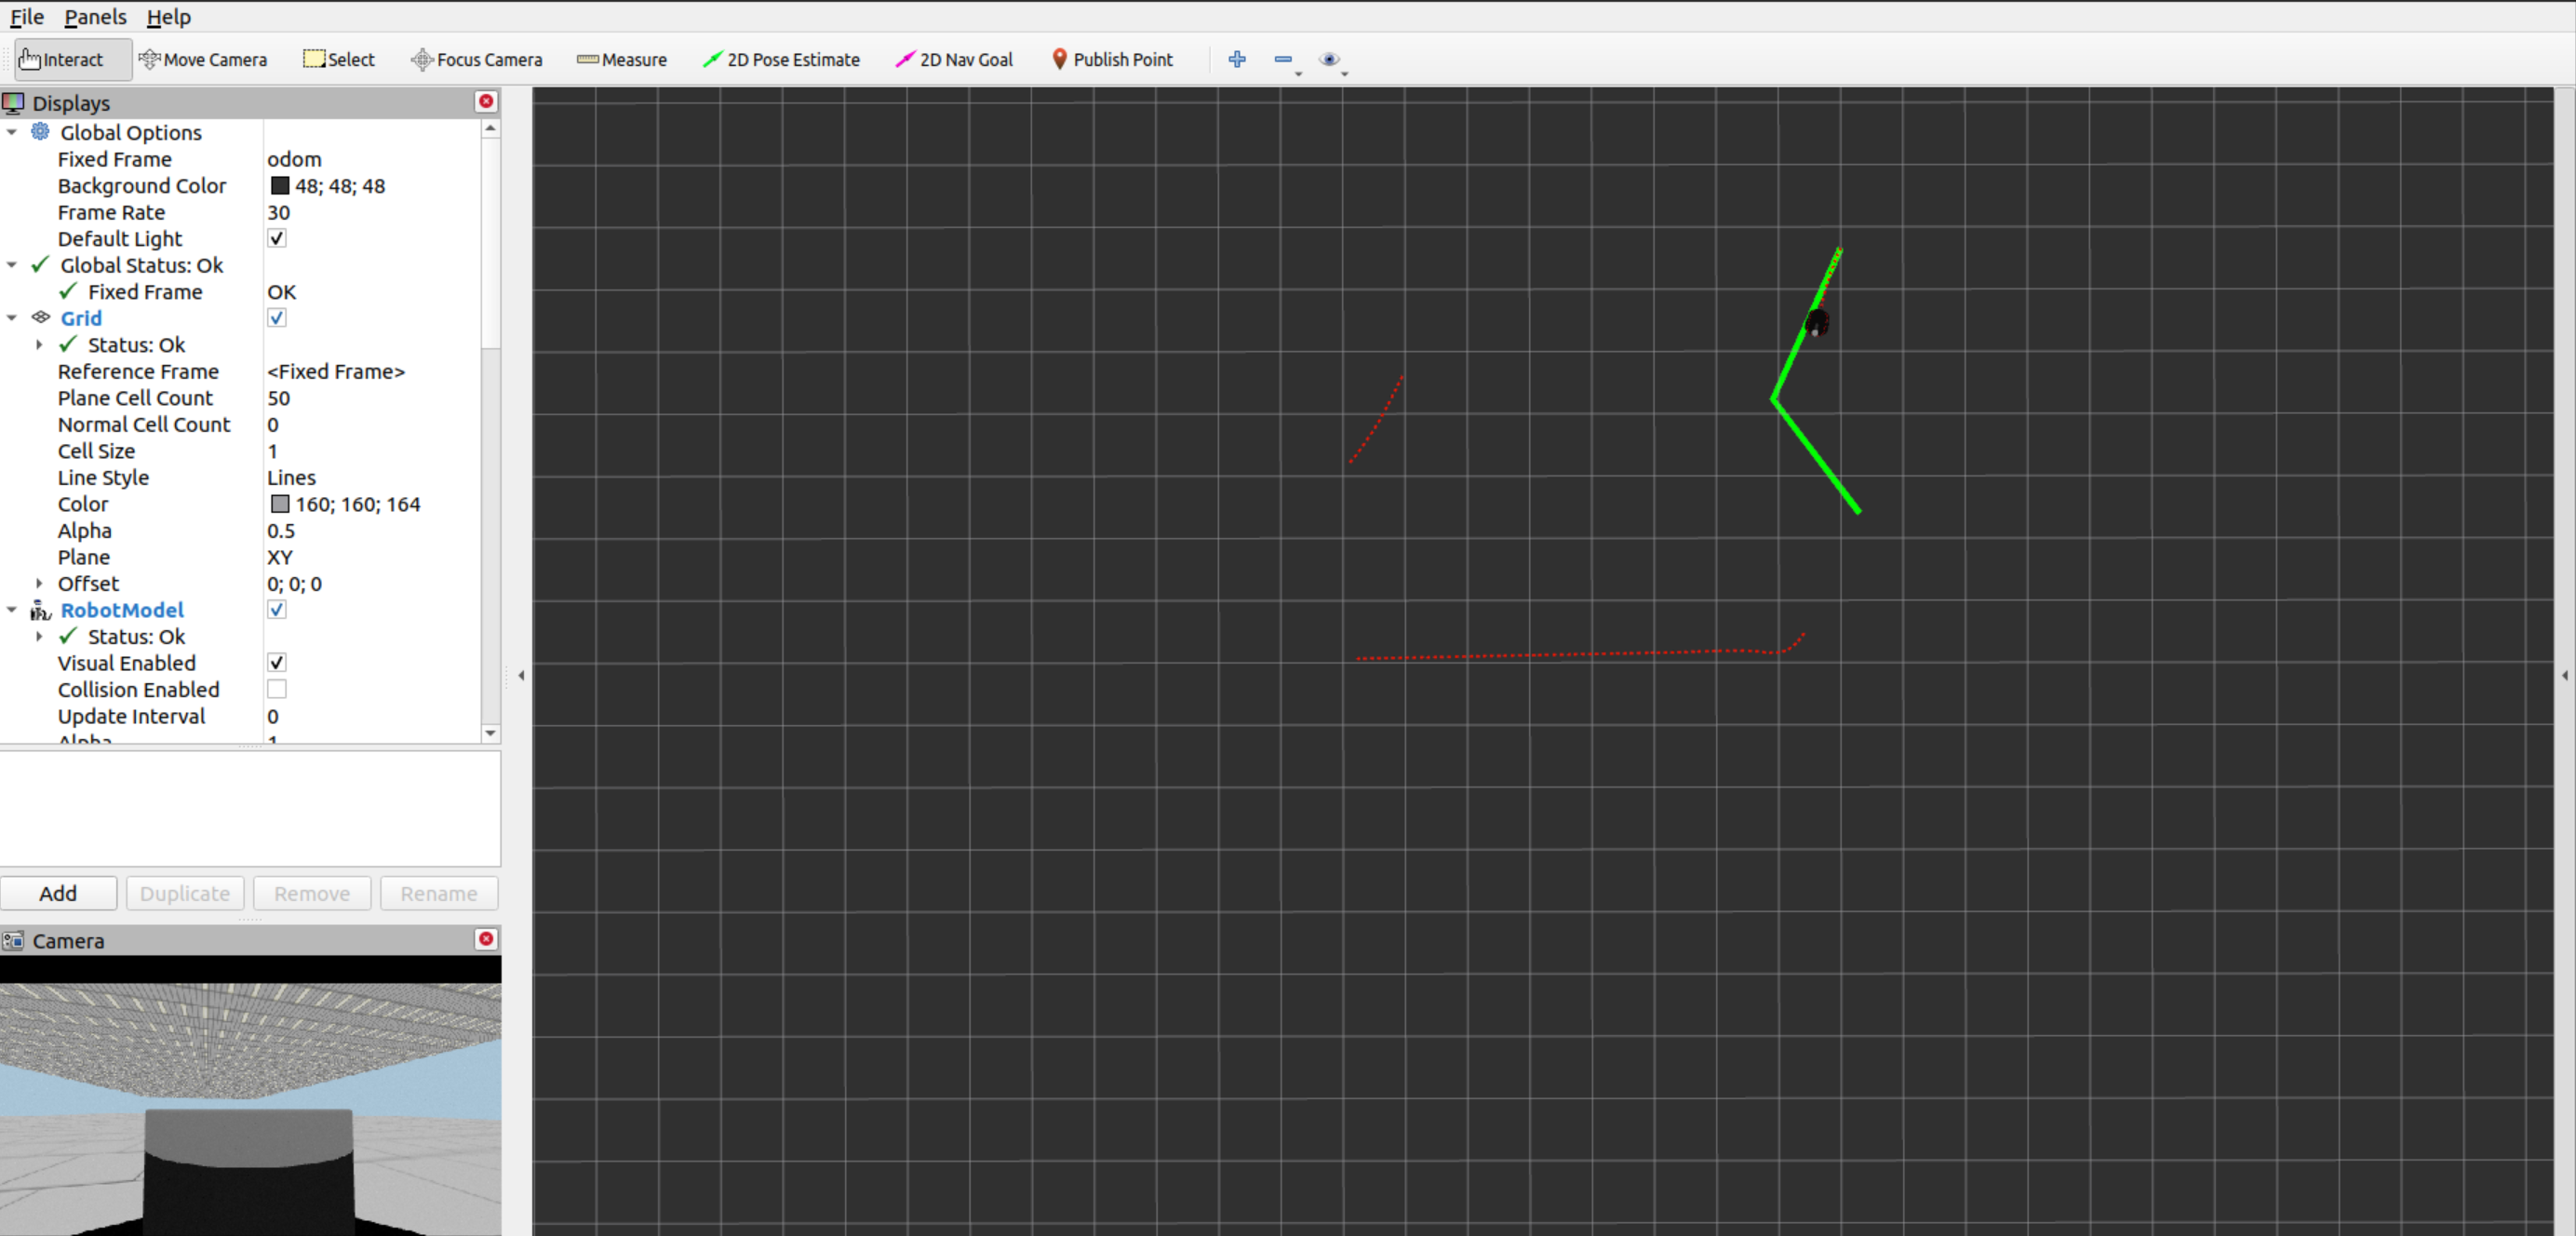 File Panels Help
Interact Move Camera Select Focus Camera Measure 2D Pose Estimate 2D Nav Goal Publish Point
Displays
Global Options
Fixed Frame odom
Background Color 48; 48; 48
Frame Rate 30
Default Light
Global Status: Ok
Fixed Frame OK
Grid
Status: Ok
Reference Frame <Fixed Frame>
Plane Cell Count 50
Normal Cell Count 0
Cell Size 1
Line Style Lines
Color 160; 160; 164
Alpha 0.5
Plane XY
Offset 0; 0; 0
RobotModel
Status: Ok
Visual Enabled
Collision Enabled
Update Interval 0
Alpha 1
Add Duplicate Remove Rename
Camera